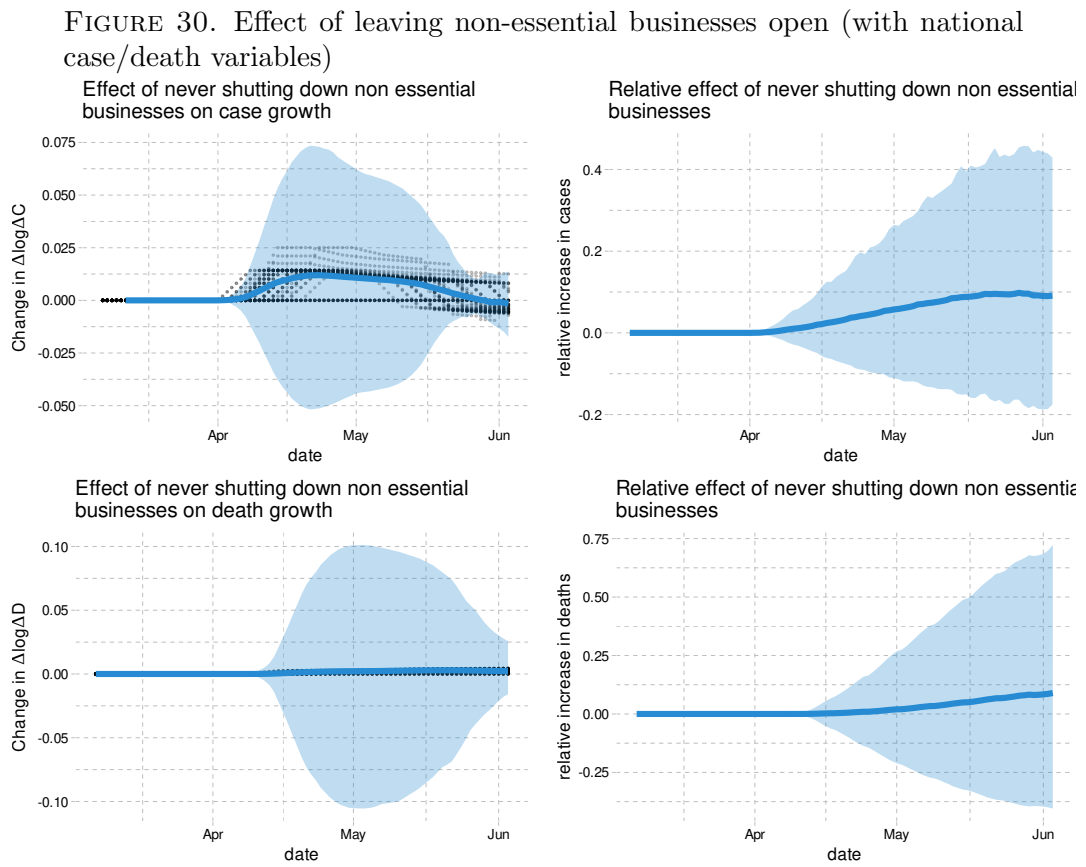 FIGURE 30. Effect of leaving non-essential businesses open (with national
case/death variables)
Effect of never shutting down non essential
businesses on case growth
0.075
0.050
0.025
0.000
-0.025
-0.050
Change in ΔlogΔC
Apr
May
Jun
date
Relative effect of never shutting down non essential
businesses
0.4
0.2
0.0
-0.2
relative increase in cases
Apr
May
Jun
date
Effect of never shutting down non essential
businesses on death growth
0.10
0.05
0.00
-0.05
-0.10
Change in ΔlogΔD
Apr
May
Jun
date
Relative effect of never shutting down non essentia
businesses
0.75
0.50
0.25
0.00
-0.25
relative increase in deaths
Apr
May
Jun
date